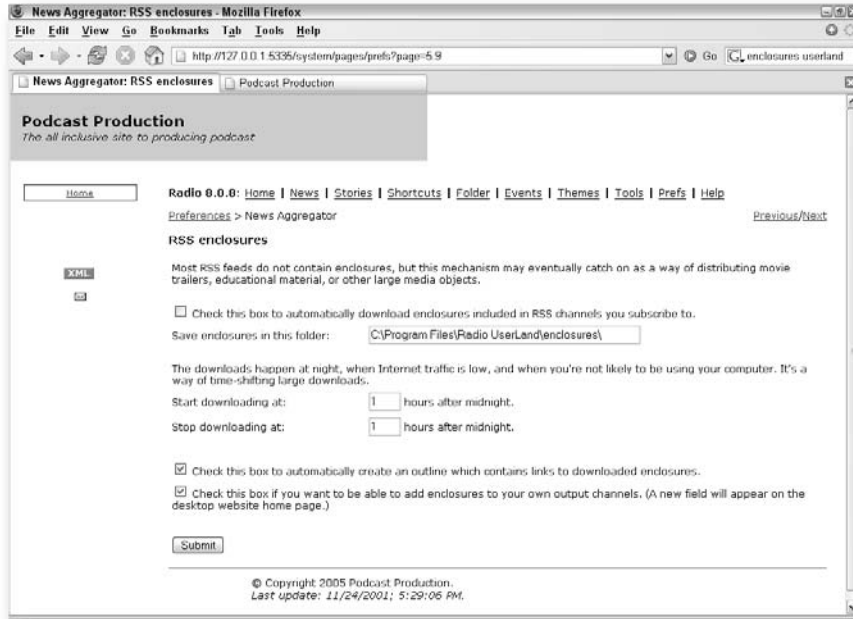 News Aggregator: RSS enclosures - Mozilla Firefox
File Edit View Go Bookmarks Tab Tools Help
http://127.0.0.1:5335/system/pages/prefs?page=5.9
Go
enclosures userland
News Aggregator: RSS enclosures
Podcast Production
Podcast Production
The all inclusive site to producing podcast
Home
Radio 8.0.8: Home | News | Stories | Shortcuts | Folder | Events | Themes | Tools | Prefs | Help
Preferences > News Aggregator
Previous/Next
RSS enclosures
XML
Most RSS feeds do not contain enclosures, but this mechanism may eventually catch on as a way of distributing movie
trailers, educational material, or other large media objects.
Check this box to automatically download enclosures included in RSS channels you subscribe to.
Save enclosures in this folder: C:\Program Files\Radio UserLand\enclosures\
The downloads happen at night, when Internet traffic is low, and when you're not likely to be using your computer. It's a
way of time-shifting large downloads.
Start downloading at: 1 hours after midnight.
Stop downloading at: 1 hours after midnight.
Check this box to automatically create an outline which contains links to downloaded enclosures.
Check this box if you want to be able to add enclosures to your own output channels. (A new field will appear on the
desktop website home page.)
Submit
© Copyright 2005 Podcast Production.
Last update: 11/24/2001; 5:29:06 PM.